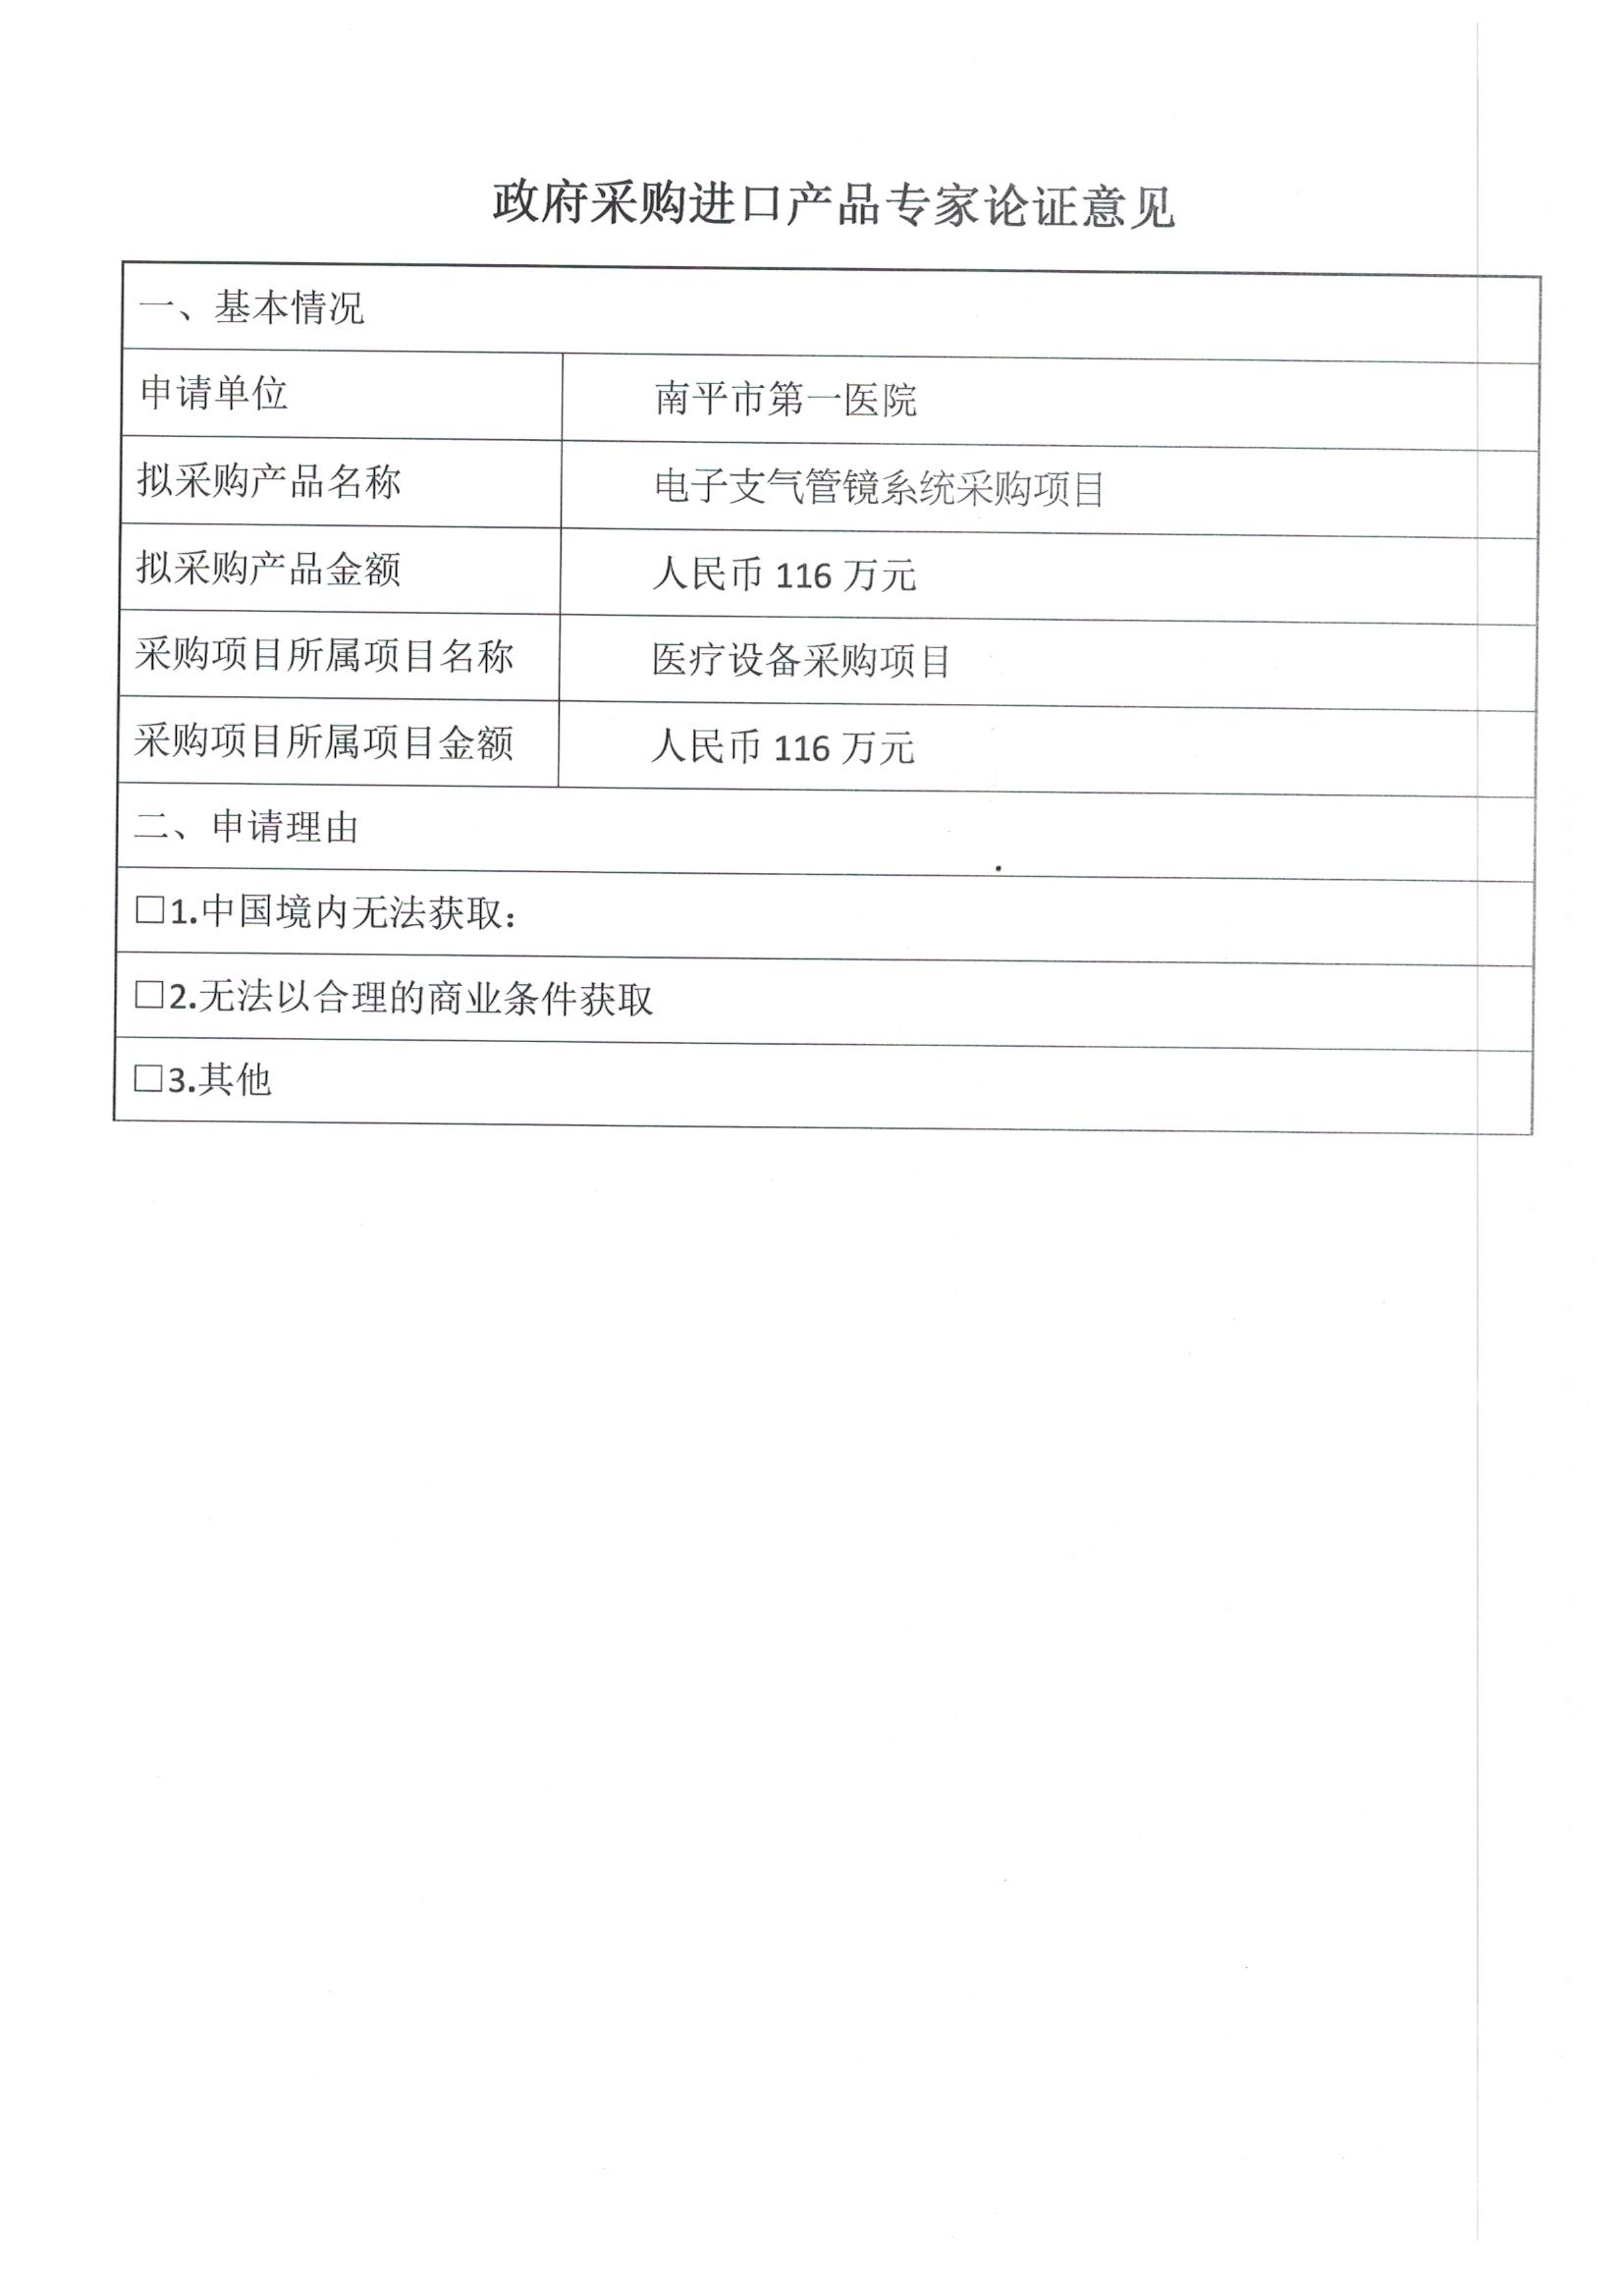 政府采购进口产品专家论证意见
一、基本情况
申请单位 南平市第一医院
拟采购产品名称 电子支气管镜系统采购项目
拟采购产品金额 人民币 116 万元
采购项目所属项目名称 医疗设备采购项目
采购项目所属项目金额 人民币 116 万元
二、申请理由
□1.中国境内无法获取：
□2.无法以合理的商业条件获取
□3.其他